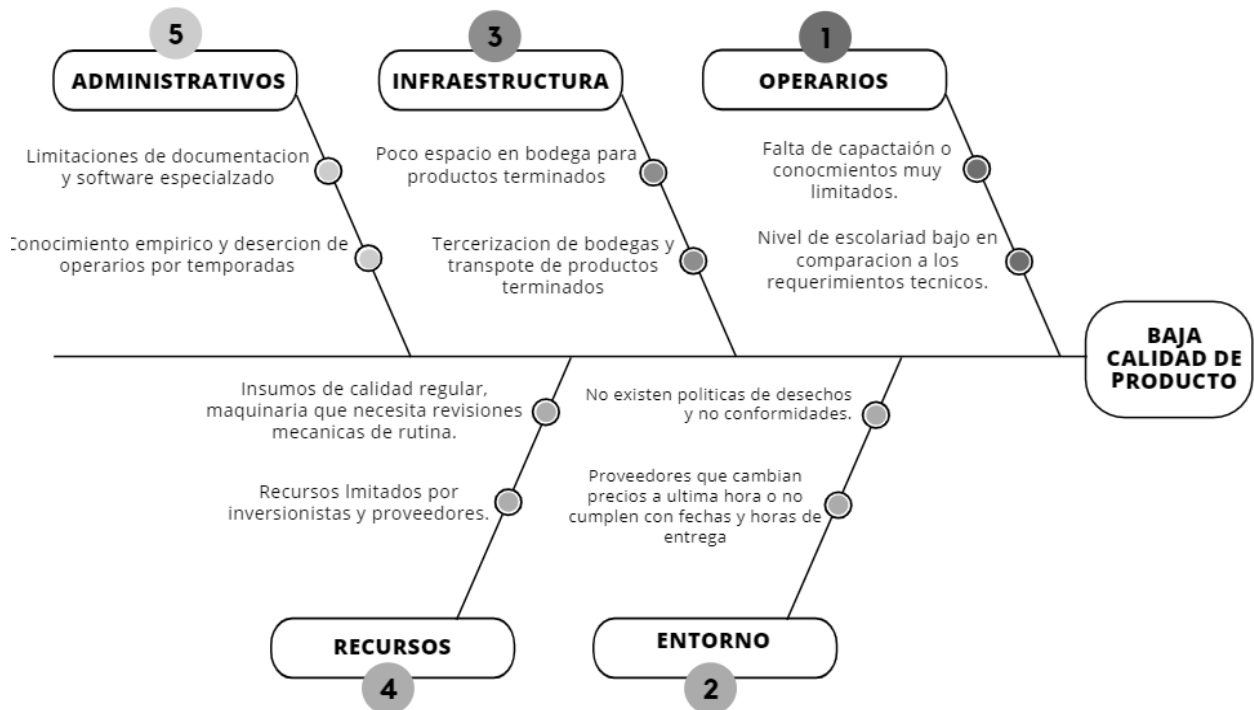 5
ADMINISTRATIVOS
Limitaciones de documentacion
y software especialzado
Conocimiento empirico y desercion de
operarios por temporadas
3
INFRAESTRUCTURA
Poco espacio en bodega para
productos terminados
Tercerizacion de bodegas y
transpote de productos
terminados
1
OPERARIOS
Falta de capactaión o
conocmientos muy
limitados.
Nivel de escolariad bajo en
comparacion a los
requerimientos tecnicos.
BAJA
CALIDAD DE
PRODUCTO
Insumos de calidad regular,
maquinaria que necesita revisiones
mecanicas de rutina.
Recursos lmitados por
inversionistas y proveedores.
RECURSOS
4
No existen politicas de desechos
y no conformidades.
Proveedores que cambian
precios a ultima hora o no
cumplen con fechas y horas de
entrega
ENTORNO
2